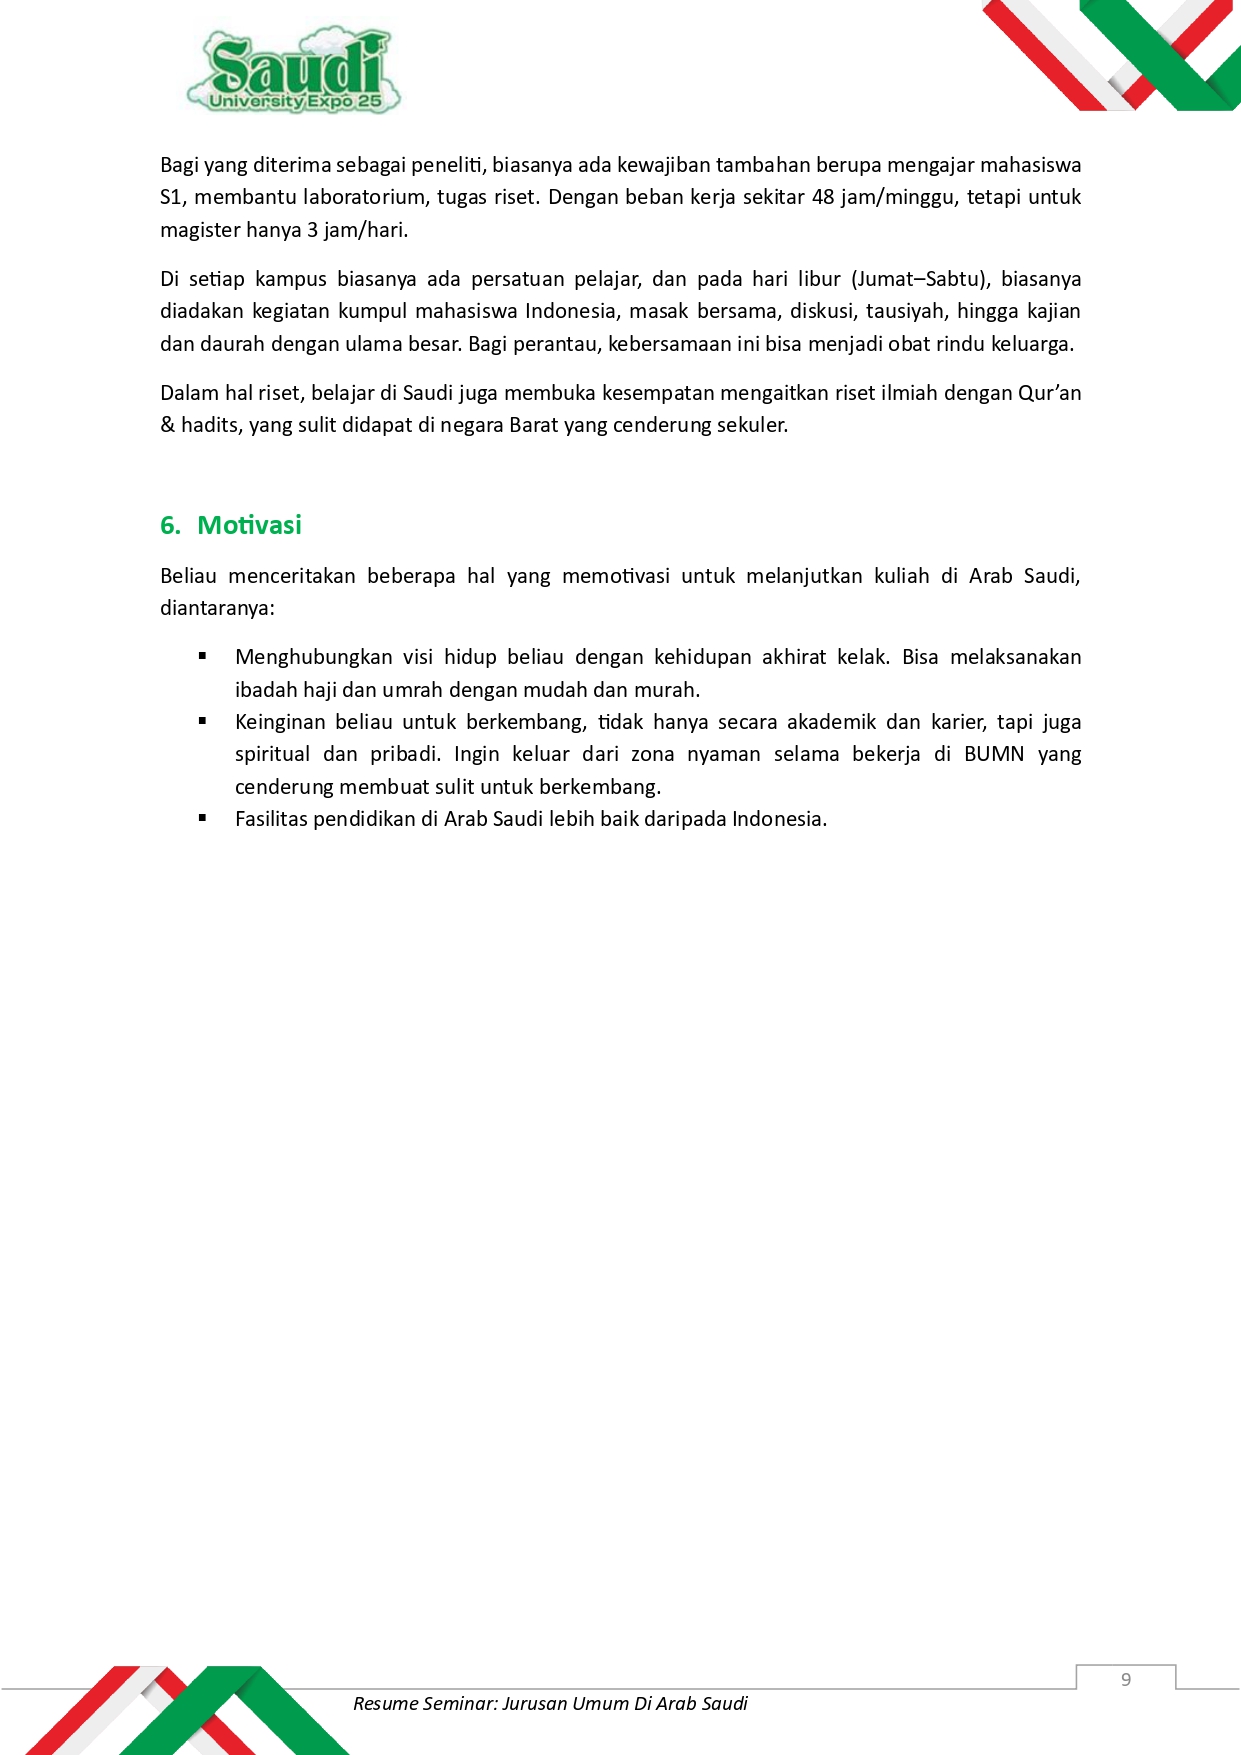 Saudi
University Expo 25
Bagi yang diterima sebagai peneliti, biasanya ada kewajiban tambahan berupa mengajar mahasiswa
S1, membantu laboratorium, tugas riset. Dengan beban kerja sekitar 48 jam/minggu, tetapi untuk
magister hanya 3 jam/hari.
Di setiap kampus biasanya ada persatuan pelajar, dan pada hari libur (Jumat–Sabtu), biasanya
diadakan kegiatan kumpul mahasiswa Indonesia, masak bersama, diskusi, tausiyah, hingga kajian
dan daurah dengan ulama besar. Bagi perantau, kebersamaan ini bisa menjadi obat rindu keluarga.
Dalam hal riset, belajar di Saudi juga membuka kesempatan mengaitkan riset ilmiah dengan Qur’an
& hadits, yang sulit didapat di negara Barat yang cenderung sekuler.
6. Motivasi
Beliau menceritakan beberapa hal yang memotivasi untuk melanjutkan kuliah di Arab Saudi,
diantaranya:
▪ Menghubungkan visi hidup beliau dengan kehidupan akhirat kelak. Bisa melaksanakan
ibadah haji dan umrah dengan mudah dan murah.
▪ Keinginan beliau untuk berkembang, tidak hanya secara akademik dan karier, tapi juga
spiritual dan pribadi. Ingin keluar dari zona nyaman selama bekerja di BUMN yang
cenderung membuat sulit untuk berkembang.
▪ Fasilitas pendidikan di Arab Saudi lebih baik daripada Indonesia.
9
Resume Seminar: Jurusan Umum Di Arab Saudi